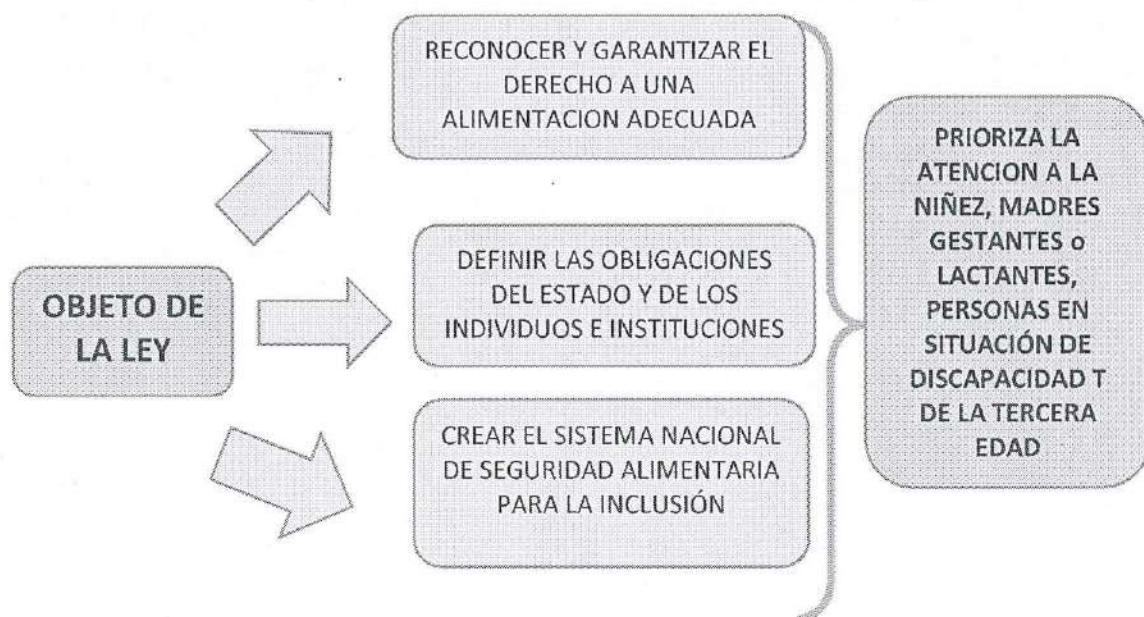 OBJETO DE
LA LEY
RECONOCER Y GARANTIZAR EL
DERECHO A UNA
ALIMENTACION ADECUADA
DEFINIR LAS OBLIGACIONES
DEL ESTADO Y DE LOS
INDIVIDUOS E INSTITUCIONES
CREAR EL SISTEMA NACIONAL
DE SEGURIDAD ALIMENTARIA
PARA LA INCLUSIÓN
PRIORIZA LA
ATENCION A LA
NIÑEZ, MADRES
GESTANTES o
LACTANTES,
PERSONAS EN
SITUACIÓN DE
DISCAPACIDAD T
DE LA TERCERA
EDAD